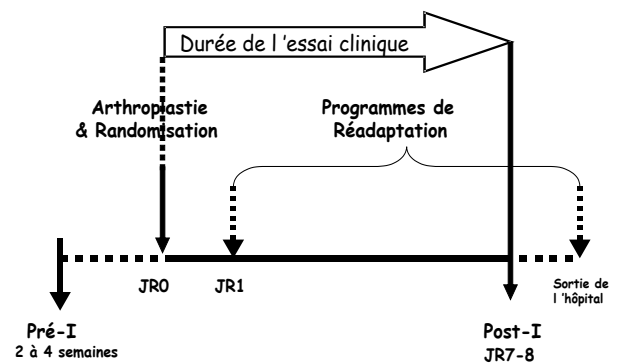 Durée de l 'essai clinique
Arthroplastie
& Randomisation
Programmes de
Réadaptation
JR0
JR1
Sortie de
l 'hôpital
Pré-I
2 à 4 semaines
Post-I
JR7-8